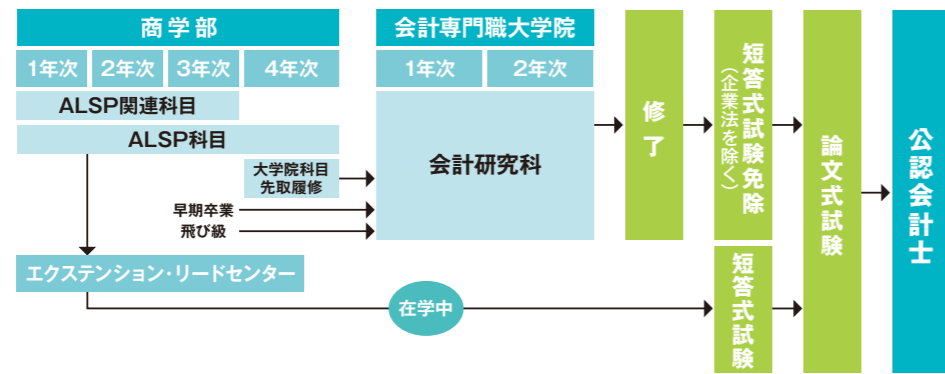 商学部
会計専門職大学院
1年次
2年次
3年次
4年次
1年次
2年次
ALSP関連科目
ALSP科目
大学院科目
先取履修
早期卒業
飛び級
会計研究科
修了
短答式試験免除
（企業法を除く）
論文式試験
公認会計士
エクステンション・リードセンター
在学中
短答式試験